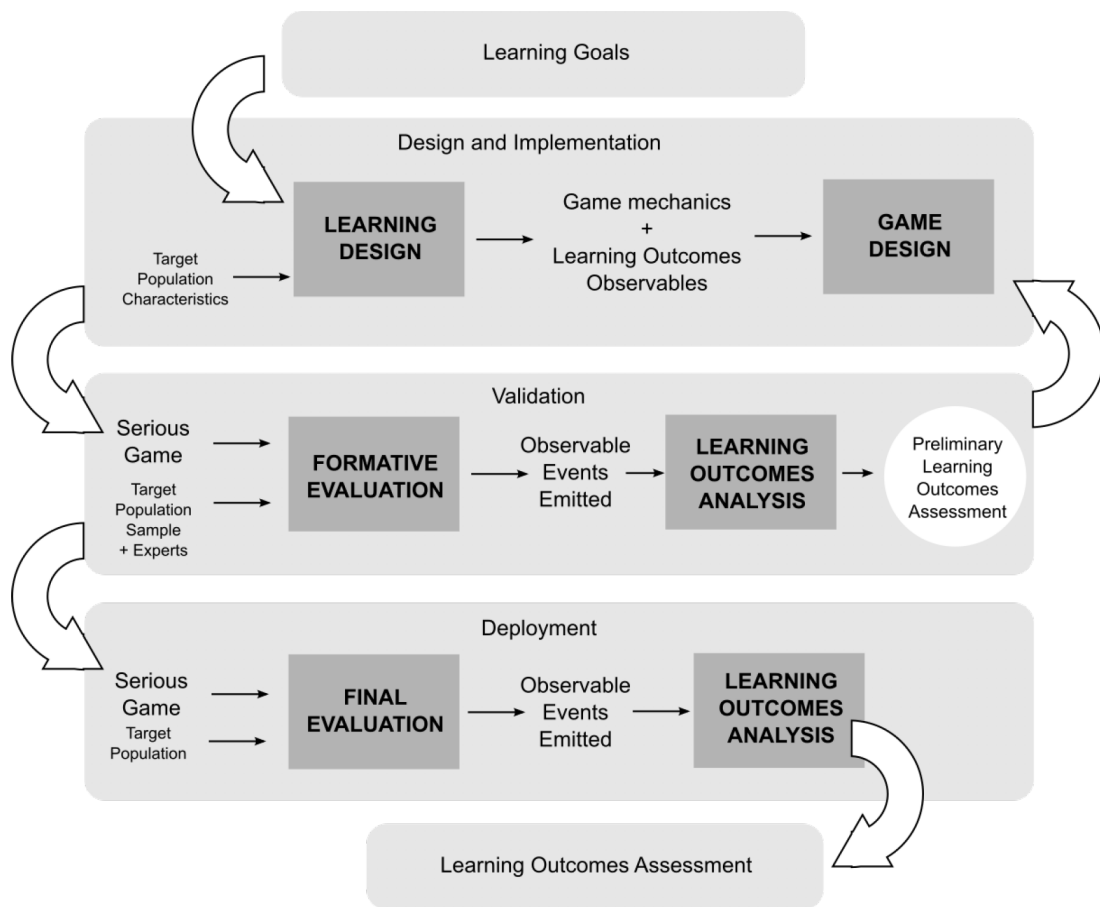 Learning Goals
Design and Implementation
LEARNING
DESIGN
Game mechanics
+
Learning Outcomes
Observables
GAME
DESIGN
Target
Population
Characteristics
Validation
Serious
Game
Target
Population
Sample
+ Experts
FORMATIVE
EVALUATION
Observable
Events
Emitted
LEARNING
OUTCOMES
ANALYSIS
Preliminary
Learning
Outcomes
Assessment
Deployment
Serious
Game
Target
Population
FINAL
EVALUATION
Observable
Events
Emitted
LEARNING
OUTCOMES
ANALYSIS
Learning Outcomes Assessment